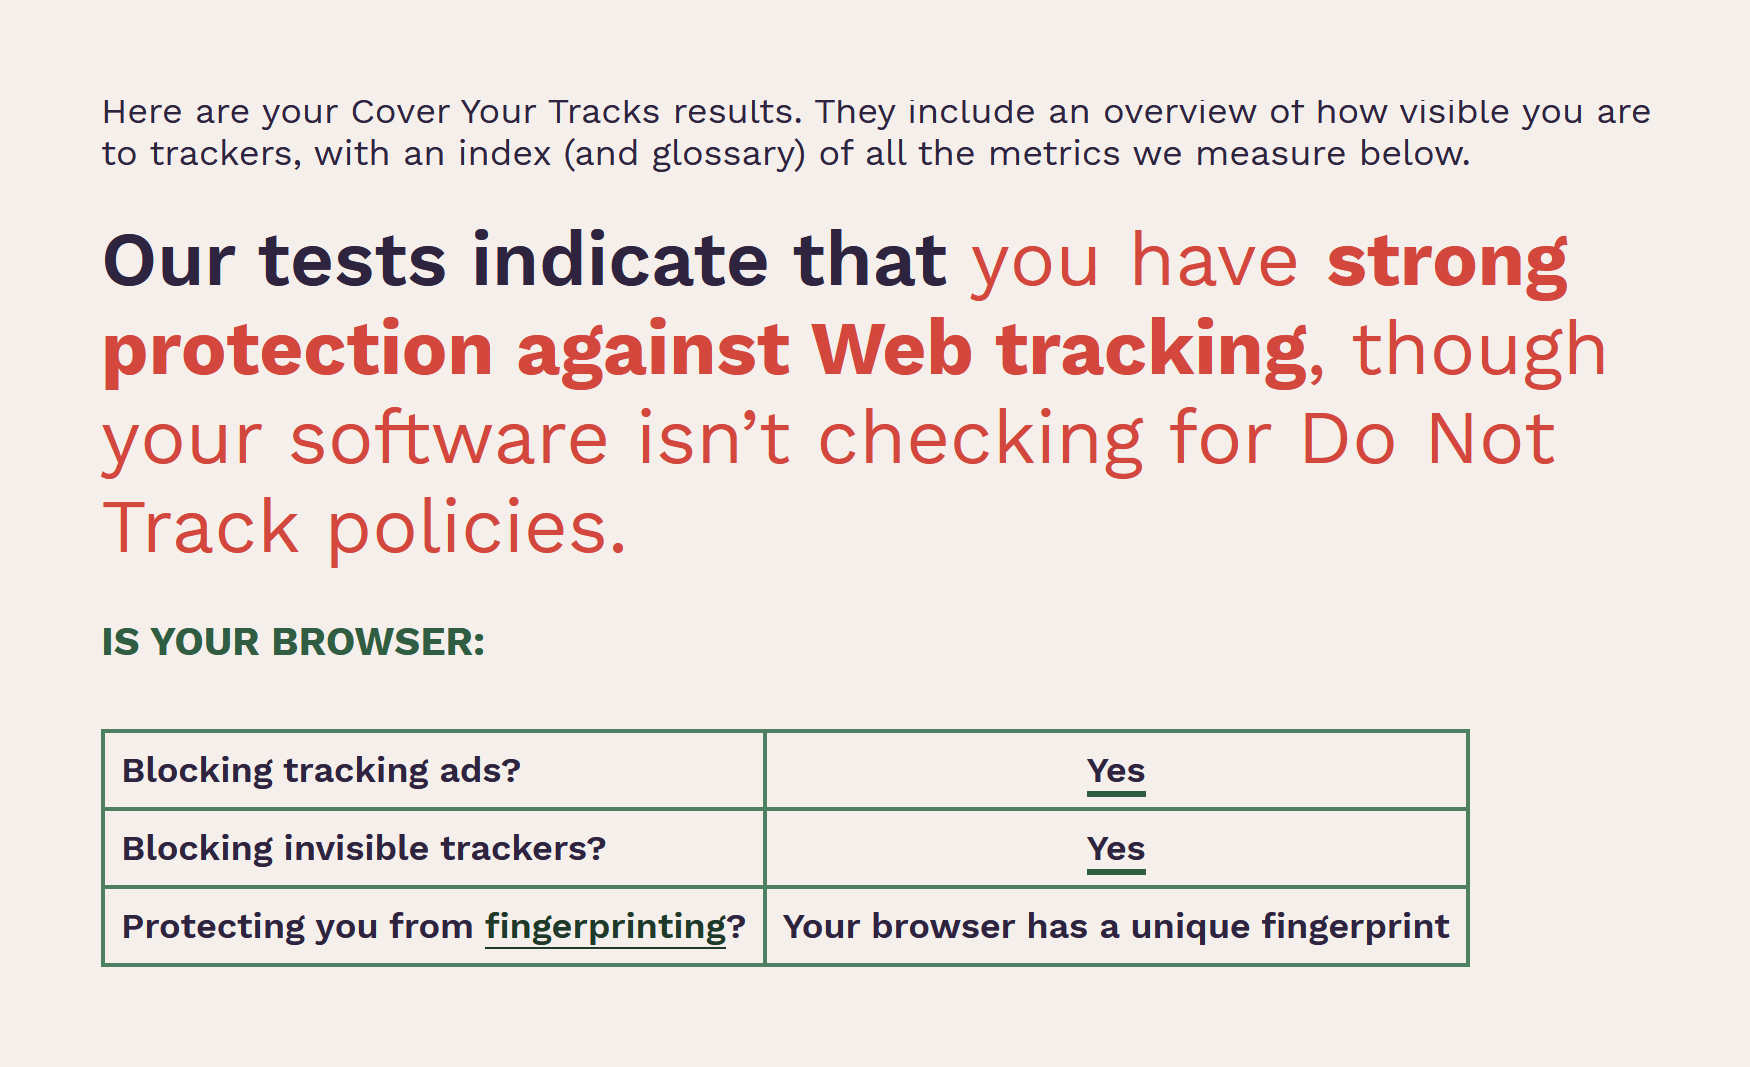 Here are your Cover Your Tracks results. They include an overview of how visible you are
to trackers, with an index (and glossary) of all the metrics we measure below.
Our tests indicate that you have strong
protection against Web tracking, though
your software isn’t checking for Do Not
Track policies.
IS YOUR BROWSER:
Blocking tracking ads? Yes
Blocking invisible trackers? Yes
Protecting you from fingerprinting? Your browser has a unique fingerprint